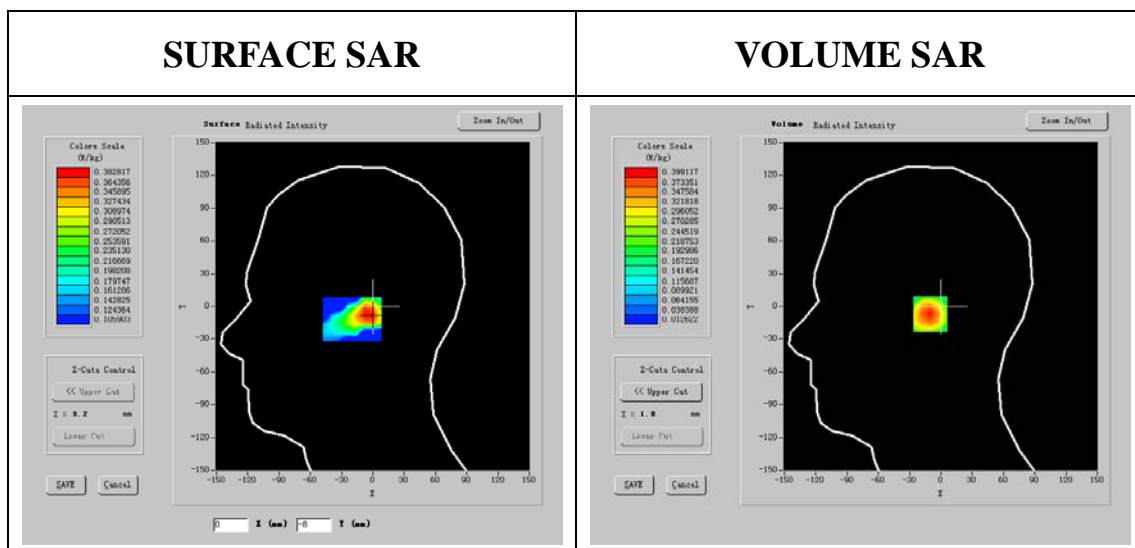 SURFACE SAR
VOLUME SAR
Surface Radiated Intensity
Zoom In/Out
Colors Scale
(W/kg)
0.382817
0.364356
0.345895
0.327434
0.308974
0.290513
0.272052
0.253591
0.235130
0.216669
0.198208
0.179747
0.161286
0.142825
0.124364
0.105903
150
120
90
60
30
0
-30
-60
-90
-120
-150
Y
-150 -120 -90 -60 -30 0 30 60 90 120 150
X
Z-Cuts Control
<< Upper Cut
mm
Lower Cut
SAVE Cancel
0 X (mm) -8 Y (mm)
Volume Radiated Intensity
Zoom In/Out
Colors Scale
(W/kg)
0.399117
0.373351
0.347584
0.321818
0.296052
0.270285
0.244519
0.218753
0.192986
0.167220
0.141454
0.115687
0.089921
0.064155
0.038388
0.012622
150
120
90
60
30
0
-30
-60
-90
-120
-150
Y
-150 -120 -90 -60 -30 0 30 60 90 120 150
X
Z-Cuts Control
<< Upper Cut
mm
Lower Cut
SAVE Cancel